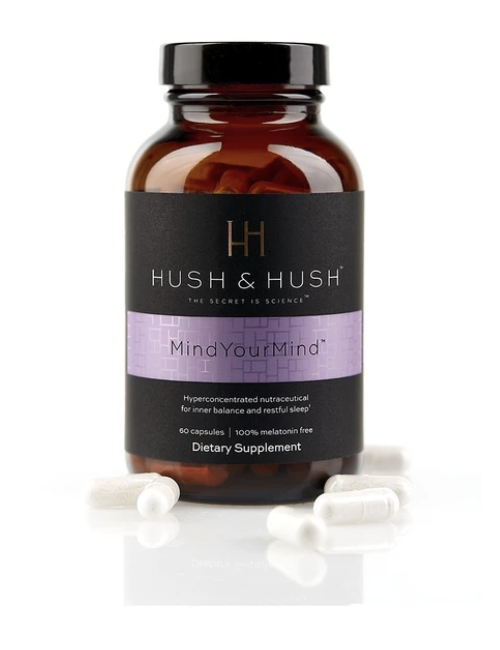 HH
HUSH & HUSH™
THE SECRET IS SCIENCE™
MindYourMind™
Hyperconcentrated nutraceutical
for inner balance and restful sleep¹
60 capsules | 100% melatonin free
Dietary Supplement